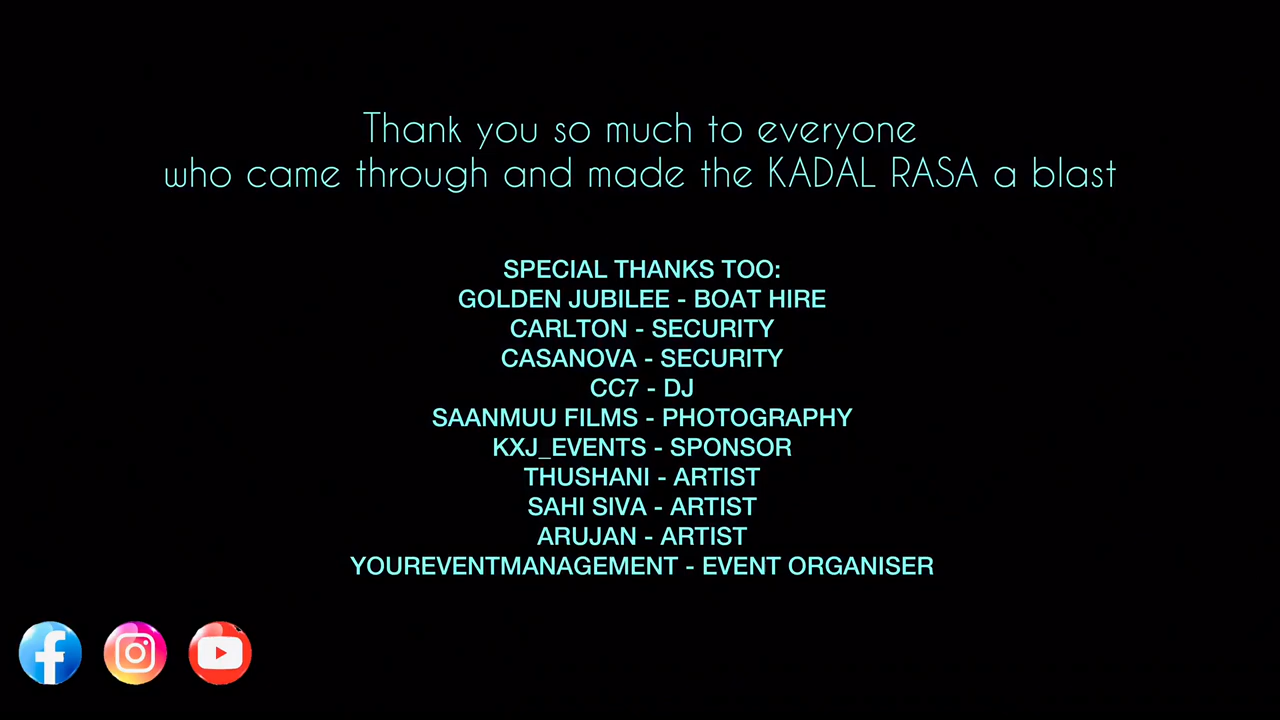 Thank you so much to everyone
who came through and made the KADAL RASA a blast
SPECIAL THANKS TOO:
GOLDEN JUBILEE - BOAT HIRE
CARLTON - SECURITY
CASANOVA - SECURITY
CC7 - DJ
SAANMUU FILMS - PHOTOGRAPHY
KXJ_EVENTS - SPONSOR
THUSHANI - ARTIST
SAHI SIVA - ARTIST
ARUJAN - ARTIST
YOUREVENTMANAGEMENT - EVENT ORGANISER